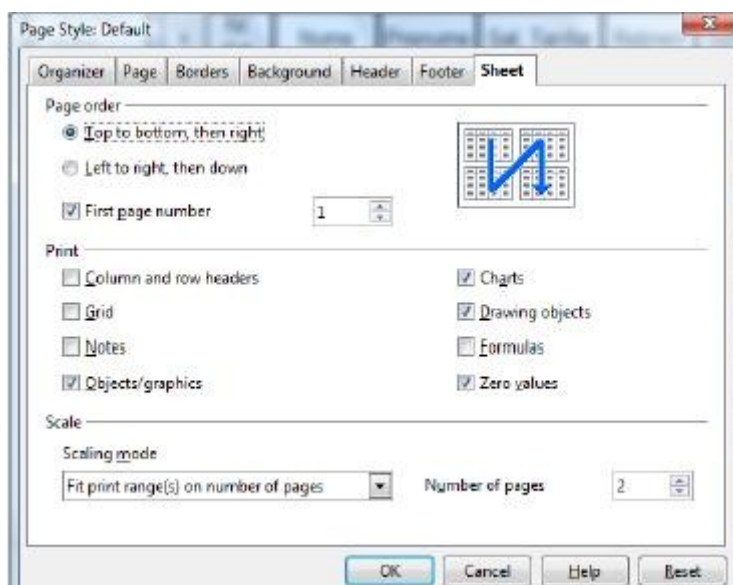 Page Style: Default
Organizer Page Borders Background Header Footer Sheet
Page order
Top to bottom, then right
Left to right, then down
First page number 1
Print
Column and row headers Charts
Grid Drawing objects
Notes Formulas
Objects/graphics Zero values
Scale
Scaling mode
Fit print range(s) on number of pages Number of pages 2
OK Cancel Help Reset